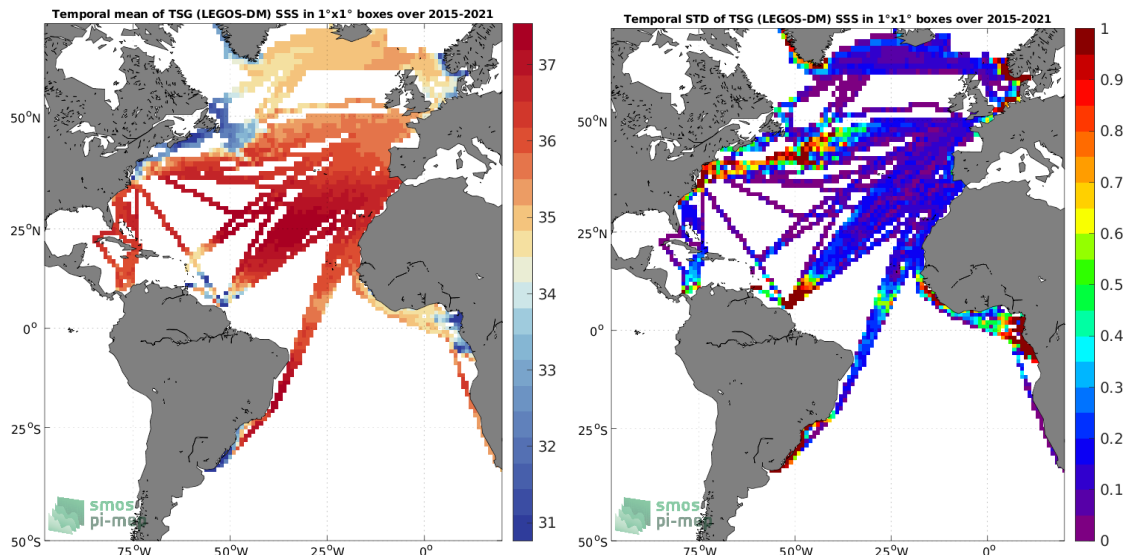 Temporal mean of TSG (LEGOS-DM) SSS in 1°x1° boxes over 2015-2021
50°N
25°N
0°
25°S
50°S
75°W
50°W
25°W
0°
37
36
35
34
33
32
31
smos
pi-mep
Temporal STD of TSG (LEGOS-DM) SSS in 1°x1° boxes over 2015-2021
50°N
25°N
0°
25°S
50°S
75°W
50°W
25°W
0°
1
0.9
0.8
0.7
0.6
0.5
0.4
0.3
0.2
0.1
0
smos
pi-mep